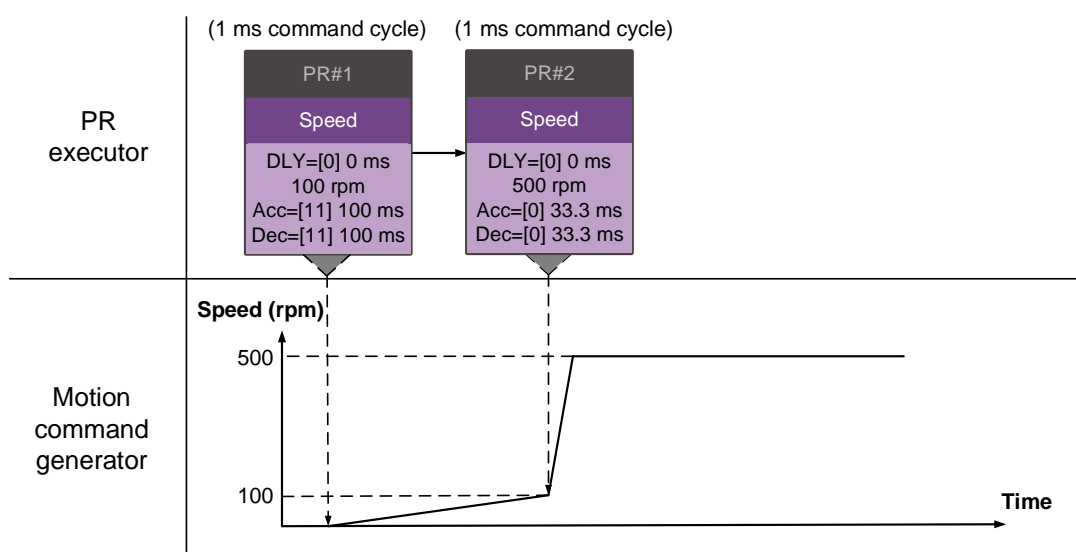 (1 ms command cycle)
(1 ms command cycle)
PR
executor
PR#1
Speed
DLY=[0] 0 ms
100 rpm
Acc=[11] 100 ms
Dec=[11] 100 ms
PR#2
Speed
DLY=[0] 0 ms
500 rpm
Acc=[0] 33.3 ms
Dec=[0] 33.3 ms
Motion
command
generator
Speed (rpm)
500
100
Time